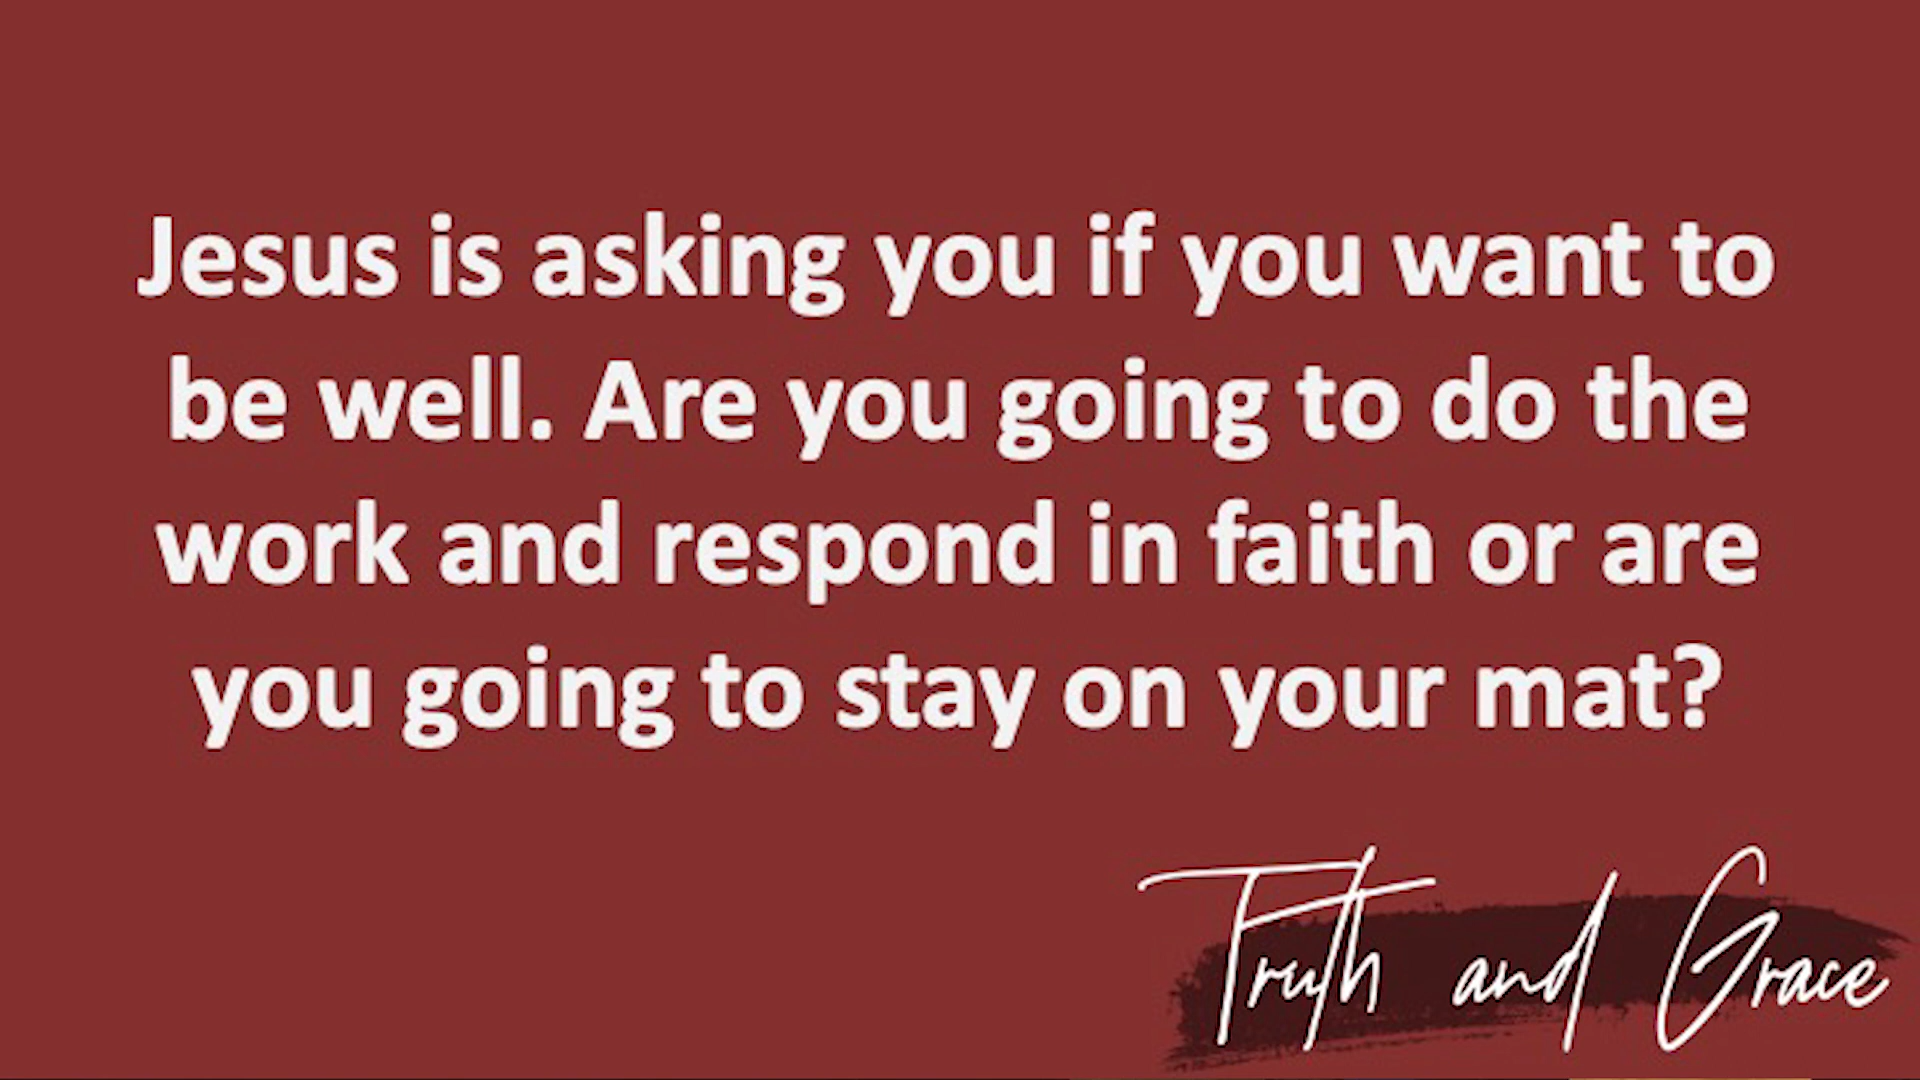 Jesus is asking you if you want to
be well. Are you going to do the
work and respond in faith or are
you going to stay on your mat?
Truth and Grace